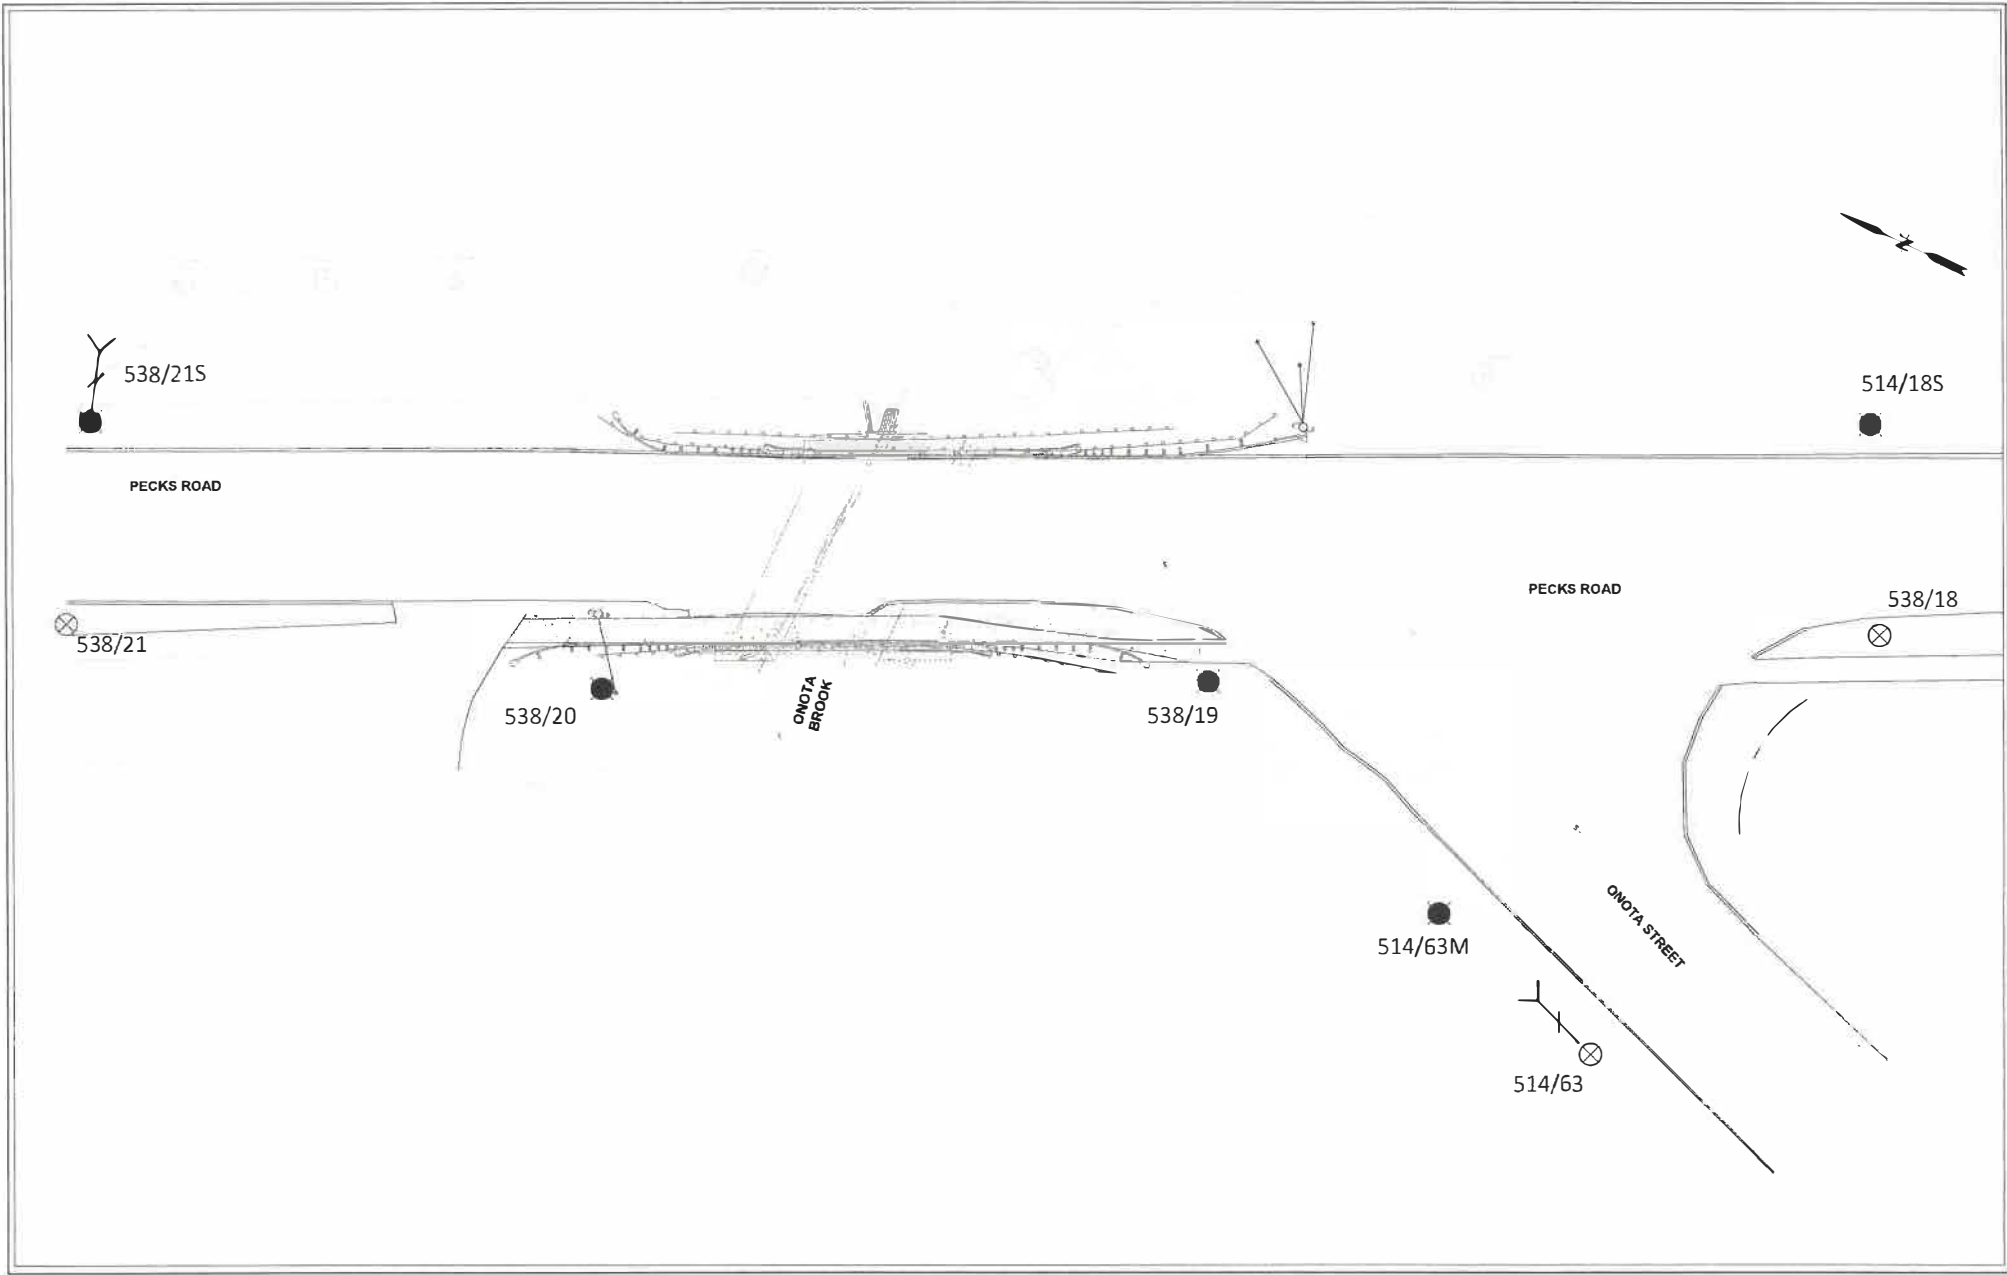 N
538/21S
514/18S
PECKS ROAD
PECKS ROAD
538/18
538/21
538/20
ONOTA
BROOK
538/19
ONOTA STREET
514/63M
514/63